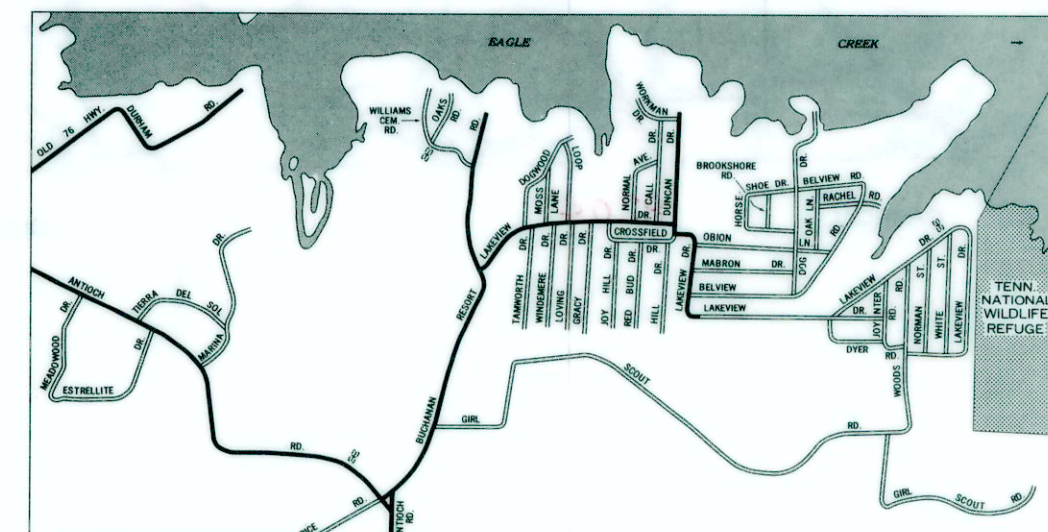 EAGLE CREEK
→
OLD 76 HWY.
DURHAM RD.
WILLIAMS
CEM.
RD.
OAKS RD.
RD.
WORKMAN DR.
DOGWOOD LOOP
MOSS LANE
NORMAL AVE.
CALL DR.
DUNCAN DR.
DR.
BROOKSHORE
RD.
HORSE SHOE DR.
BELVIEW RD
RACHEL RD.
DR.
OAK LN.
RD
LAKEVIEW
CROSSFIELD
OBION LN
MABRON DR.
DOG
BELVIEW
LAKEVIEW DR.
LAKEVIEW DR.
LAKEVIEW DR.
TAMWORTH DR.
WINDEMERE DR.
LOVING DR.
GRACY DR.
JOY HILL DR.
RED BUD DR.
HILL DR.
LAKEVIEW DR.
JOY
NTER RD.
NORMAN ST.
WHITE ST.
DYER RD.
WOODS RD.
TENN.
NATIONAL
WILDLIFE
REFUGE
ANTIOCH RD.
TIERRA DEL SOL
MARINA DR.
MEADOWOOD DR.
ESTRELLITE DR.
BUCHANAN RESORT
GIRL SCOUT RD.
GIRL SCOUT RD
RICE RD.
ANTIOCH
RD.